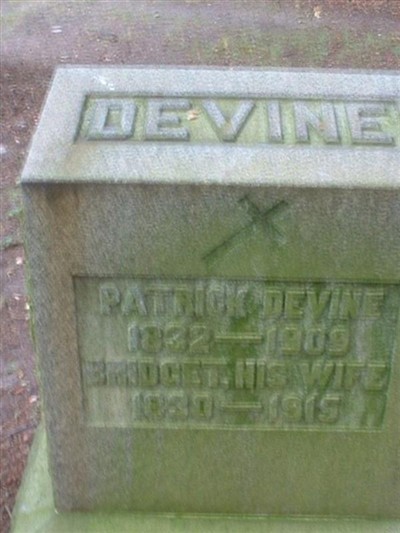 DEVINE
PATRICK DEVINE
1832—1909
BRIDGET, HIS WIFE
1830—1915